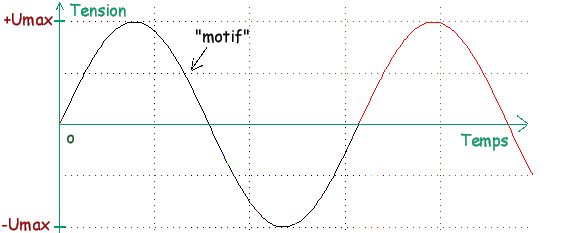 +Umax
Tension
"motif"
o
Temps
-Umax